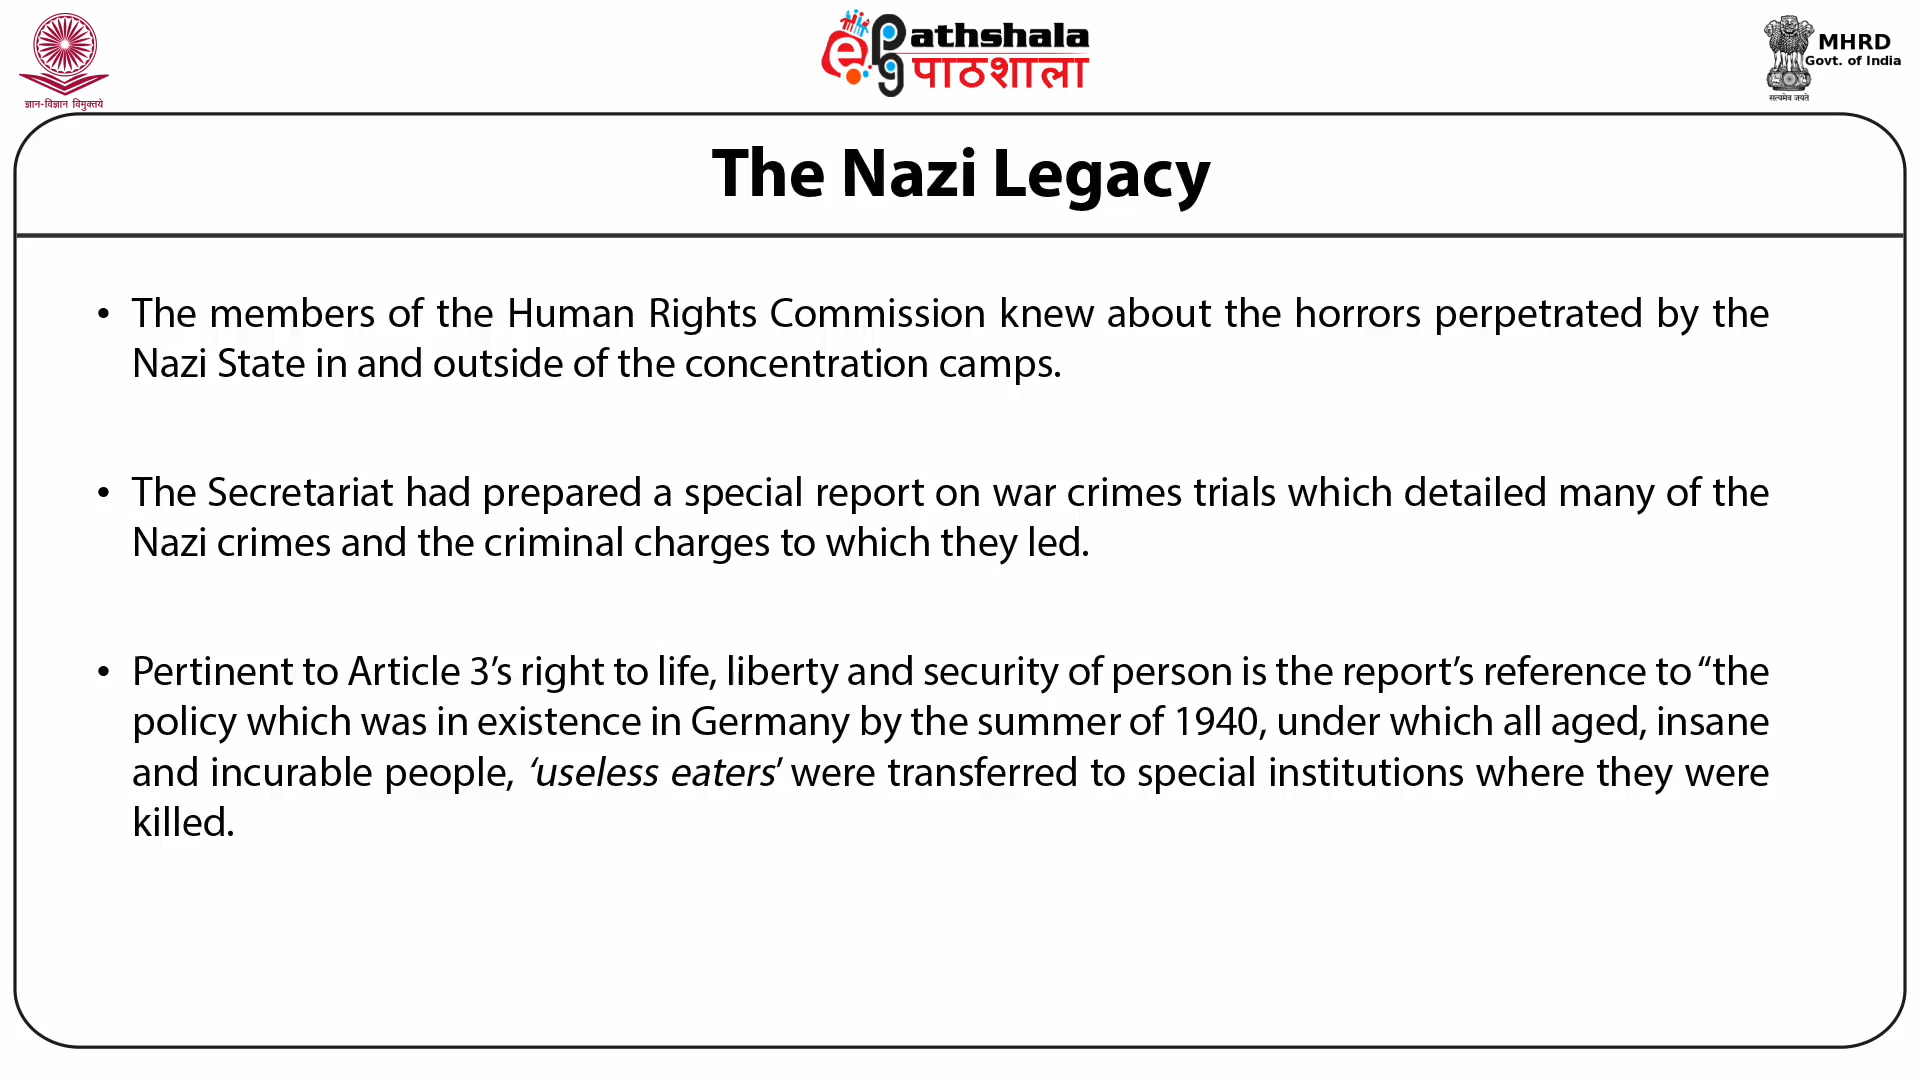 ज्ञान-विज्ञान विमुक्तये
ePathshala
पाठशाला
MHRD
Govt. of India
सत्यमेव जयते
The Nazi Legacy
• The members of the Human Rights Commission knew about the horrors perpetrated by the
Nazi State in and outside of the concentration camps.
• The Secretariat had prepared a special report on war crimes trials which detailed many of the
Nazi crimes and the criminal charges to which they led.
• Pertinent to Article 3’s right to life, liberty and security of person is the report’s reference to “the
policy which was in existence in Germany by the summer of 1940, under which all aged, insane
and incurable people, ‘useless eaters’ were transferred to special institutions where they were
killed.